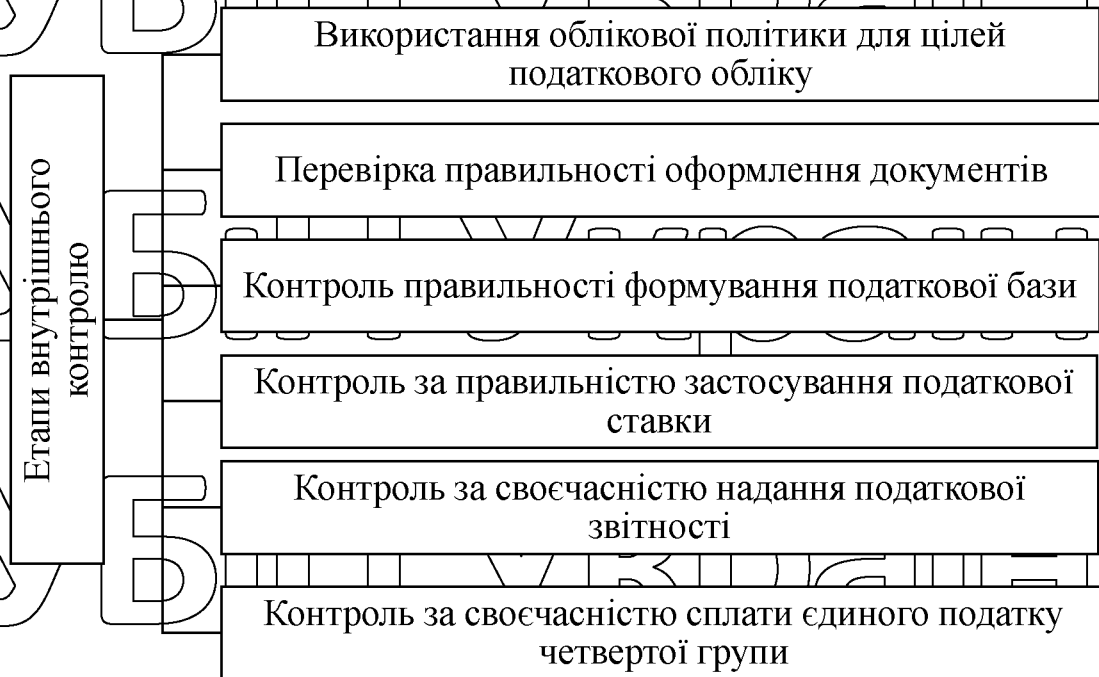 Етапи внутрішнього
контролю
Використання облікової політики для цілей
податкового обліку
Перевірка правильності оформлення документів
Контроль правильності формування податкової бази
Контроль за правильністю застосування податкової
ставки
Контроль за своєчасністю надання податкової
звітності
Контроль за своєчасністю сплати єдиного податку
четвертої групи